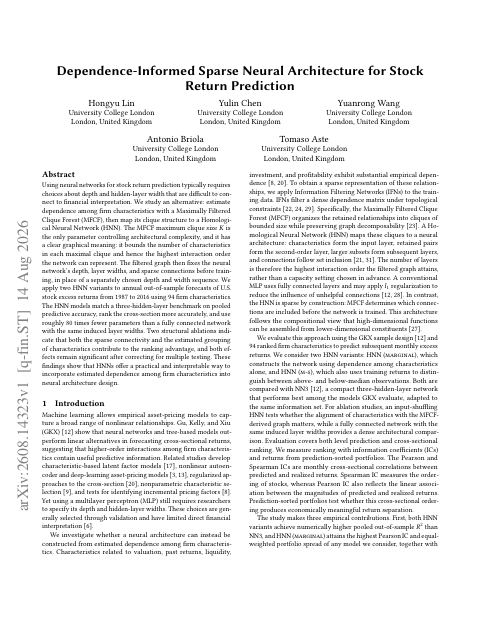 Dependence-Informed Sparse Neural Architecture for Stock
Return Prediction
Hongyu Lin
University College London
London, United Kingdom
Yulin Chen
University College London
London, United Kingdom
Yuanrong Wang
University College London
London, United Kingdom
Antonio Briola
University College London
London, United Kingdom
Tomaso Aste
University College London
London, United Kingdom
arXiv:2608.14323v1 [q-fin.ST] 14 Aug 2026
Abstract
Using neural networks for stock return prediction typically requires
choices about depth and hidden-layer width that are difficult to con-
nect to financial interpretation. We study an alternative: estimate
dependence among firm characteristics with a Maximally Filtered
Clique Forest (MFCF), then map its clique structure to a Homologi-
cal Neural Network (HNN). The MFCF maximum clique size K is
the only parameter controlling architectural complexity, and it has
a clear graphical meaning: it bounds the number of characteristics
in each maximal clique and hence the highest interaction order
the network can represent. The filtered graph then fixes the neural
network's depth, layer widths, and sparse connections before train-
ing, in place of a separately chosen depth and width sequence. We
apply two HNN variants to annual out-of-sample forecasts of U.S.
stock excess returns from 1987 to 2016 using 94 firm characteristics.
The HNN models match a three-hidden-layer benchmark on pooled
predictive accuracy, rank the cross-section more accurately, and use
roughly 80 times fewer parameters than a fully connected network
with the same induced layer widths. Two structural ablations indi-
cate that both the sparse connectivity and the estimated grouping
of characteristics contribute to the ranking advantage, and both ef-
fects remain significant after correcting for multiple testing. These
findings show that HNNs offer a practical and interpretable way to
incorporate estimated dependence among firm characteristics into
neural architecture design.
1 Introduction
Machine learning allows empirical asset-pricing models to cap-
ture a broad range of nonlinear relationships. Gu, Kelly, and Xiu
(GKX) [12] show that neural networks and tree-based models out-
perform linear alternatives in forecasting cross-sectional returns,
suggesting that higher-order interactions among firm characteris-
tics contain useful predictive information. Related studies develop
characteristic-based latent factor models [17], nonlinear autoen-
coder and deep-learning asset-pricing models [3, 13], regularized ap-
proaches to the cross-section [20], nonparametric characteristic se-
lection [9], and tests for identifying incremental pricing factors [8].
Yet using a multilayer perceptron (MLP) still requires researchers
to specify its depth and hidden-layer widths. These choices are gen-
erally selected through validation and have limited direct financial
interpretation [6].
We investigate whether a neural architecture can instead be
constructed from estimated dependence among firm characteris-
tics. Characteristics related to valuation, past returns, liquidity,
investment, and profitability exhibit substantial empirical depen-
dence [8, 20]. To obtain a sparse representation of these relation-
ships, we apply Information Filtering Networks (IFNs) to the train-
ing data. IFNs filter a dense dependence matrix under topological
constraints [22, 24, 29]. Specifically, the Maximally Filtered Clique
Forest (MFCF) organizes the retained relationships into cliques of
bounded size while preserving graph decomposability [23]. A Ho-
mological Neural Network (HNN) maps these cliques to a neural
architecture: characteristics form the input layer, retained pairs
form the second-order layer, larger subsets form subsequent layers,
and connections follow set inclusion [21, 31]. The number of layers
is therefore the highest interaction order the filtered graph attains,
rather than a capacity setting chosen in advance. A conventional
MLP uses fully connected layers and may apply l₁ regularization to
reduce the influence of unhelpful connections [12, 28]. In contrast,
the HNN is sparse by construction: MFCF determines which connec-
tions are included before the network is trained. This architecture
follows the compositional view that high-dimensional functions
can be assembled from lower-dimensional constituents [27].
We evaluate this approach using the GKX sample design [12] and
94 ranked firm characteristics to predict subsequent monthly excess
returns. We consider two HNN variants: HNN (MARGINAL), which
constructs the network using dependence among characteristics
alone, and HNN (M-S), which also uses training returns to distin-
guish between above- and below-median observations. Both are
compared with NN3 [12], a compact three-hidden-layer network
that performs best among the models GKX evaluate, adapted to
the same information set. For ablation studies, an input-shuffling
HNN tests whether the alignment of characteristics with the MFCF-
derived graph matters, while a fully connected network with the
same induced layer widths provides a dense architectural compar-
ison. Evaluation covers both level prediction and cross-sectional
ranking. We measure ranking with information coefficients (ICs)
and returns from prediction-sorted portfolios. The Pearson and
Spearman ICs are monthly cross-sectional correlations between
predicted and realized returns. Spearman IC measures the order-
ing of stocks, whereas Pearson IC also reflects the linear associ-
ation between the magnitudes of predicted and realized returns.
Prediction-sorted portfolios test whether this cross-sectional order-
ing produces economically meaningful return separation.
The study makes three empirical contributions. First, both HNN
variants achieve numerically higher pooled out-of-sample R² than
NN3, and HNN (MARGINAL) attains the highest Pearson IC and equal-
weighted portfolio spread of any model we consider, together with